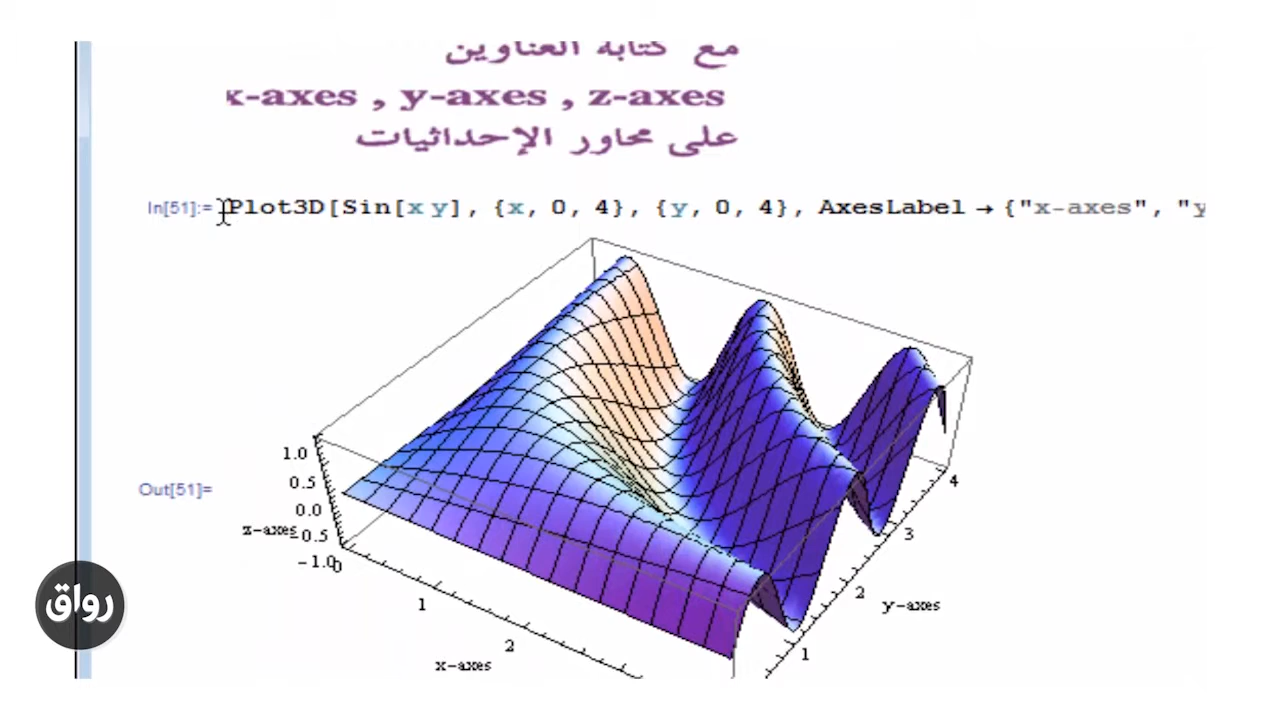 مع كتابة العناوين
x-axes , y-axes , z-axes
على محاور الإحداثيات
In[51]:= Plot3D[Sin[x y], {x, 0, 4}, {y, 0, 4}, AxesLabel → {"x-axes", "y
1.0
0.5
Out[51]=
0.0
z-axes 0.5
-1.0
0
1
2
x-axes
4
3
2
y-axes
1
رواق